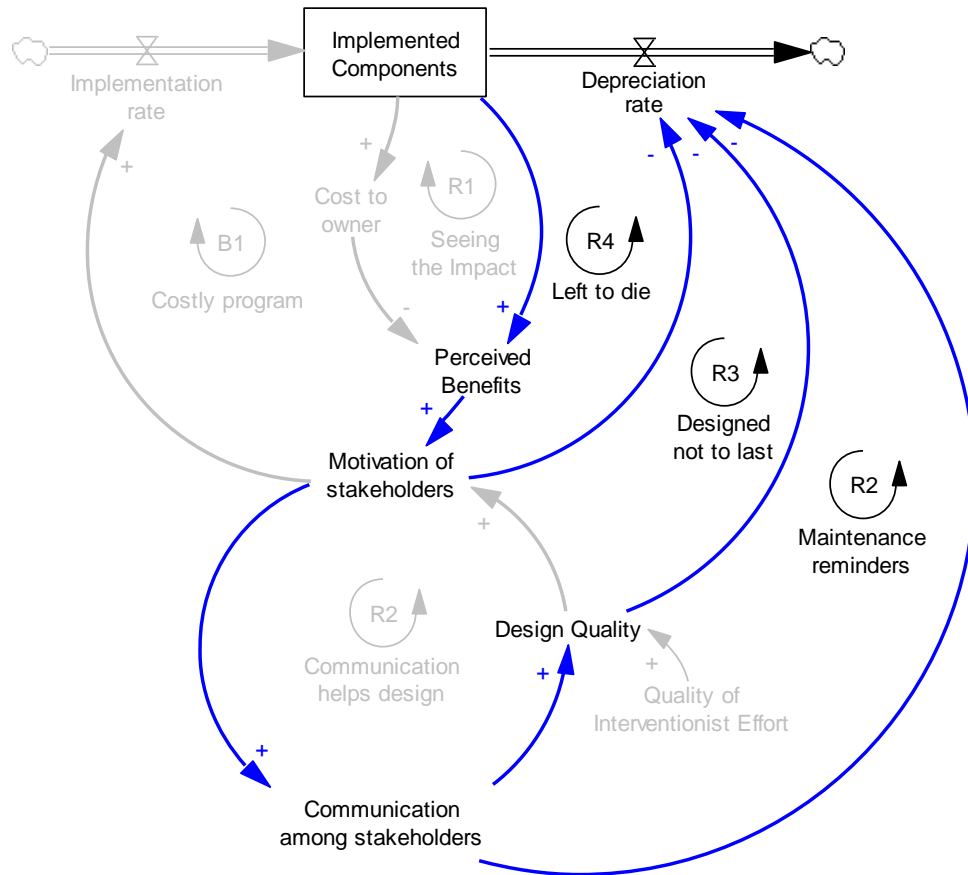 Implemented
Components
Implementation
rate
Depreciation
rate
+
+
-
-
-
Cost to
owner
R1
Seeing
the Impact
B1
Costly program
R4
Left to die
-
+
Perceived
Benefits
R3
Designed
not to last
+
Motivation of
stakeholders
R2
Maintenance
reminders
+
R2
Communication
helps design
Design Quality
+
+
Quality of
Interventionist Effort
+
Communication
among stakeholders